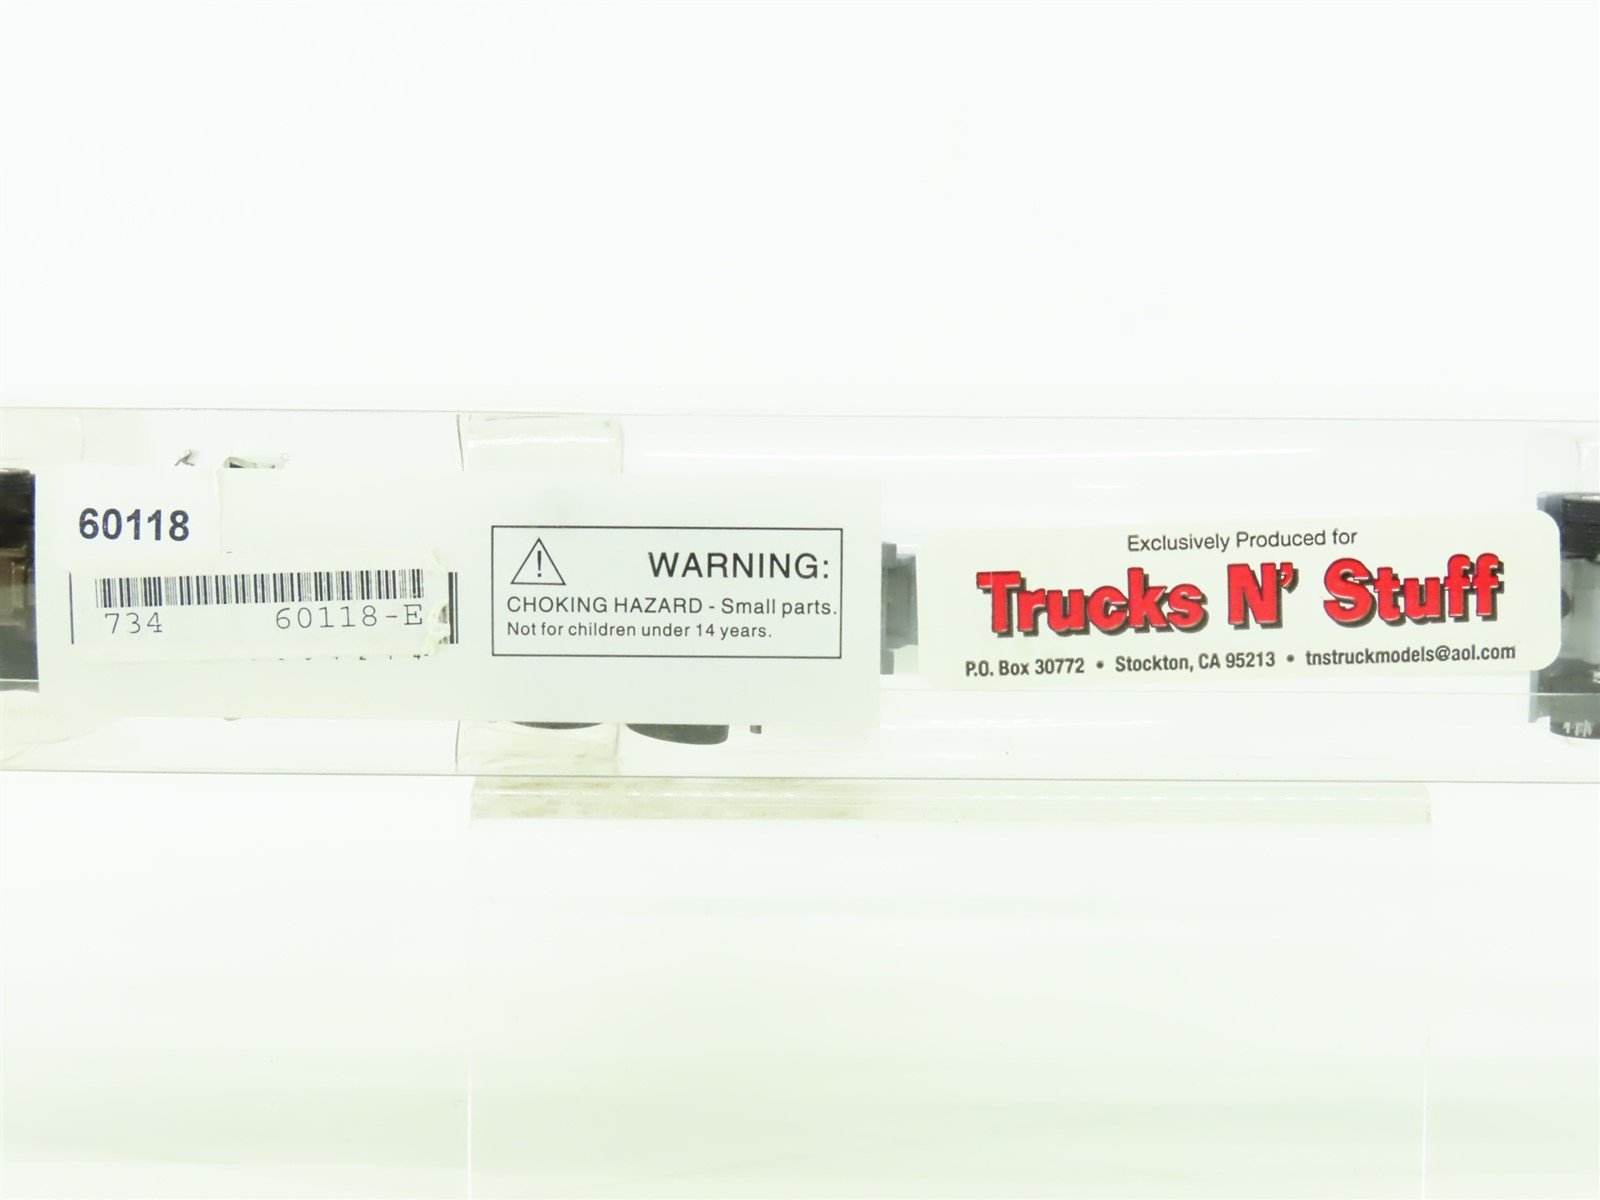 60118
734 60118-E
WARNING:
CHOKING HAZARD - Small parts.
Not for children under 14 years.
Exclusively Produced for
Trucks N' Stuff
P.O. Box 30772 • Stockton, CA 95213 • tnstruckmodels@aol.com